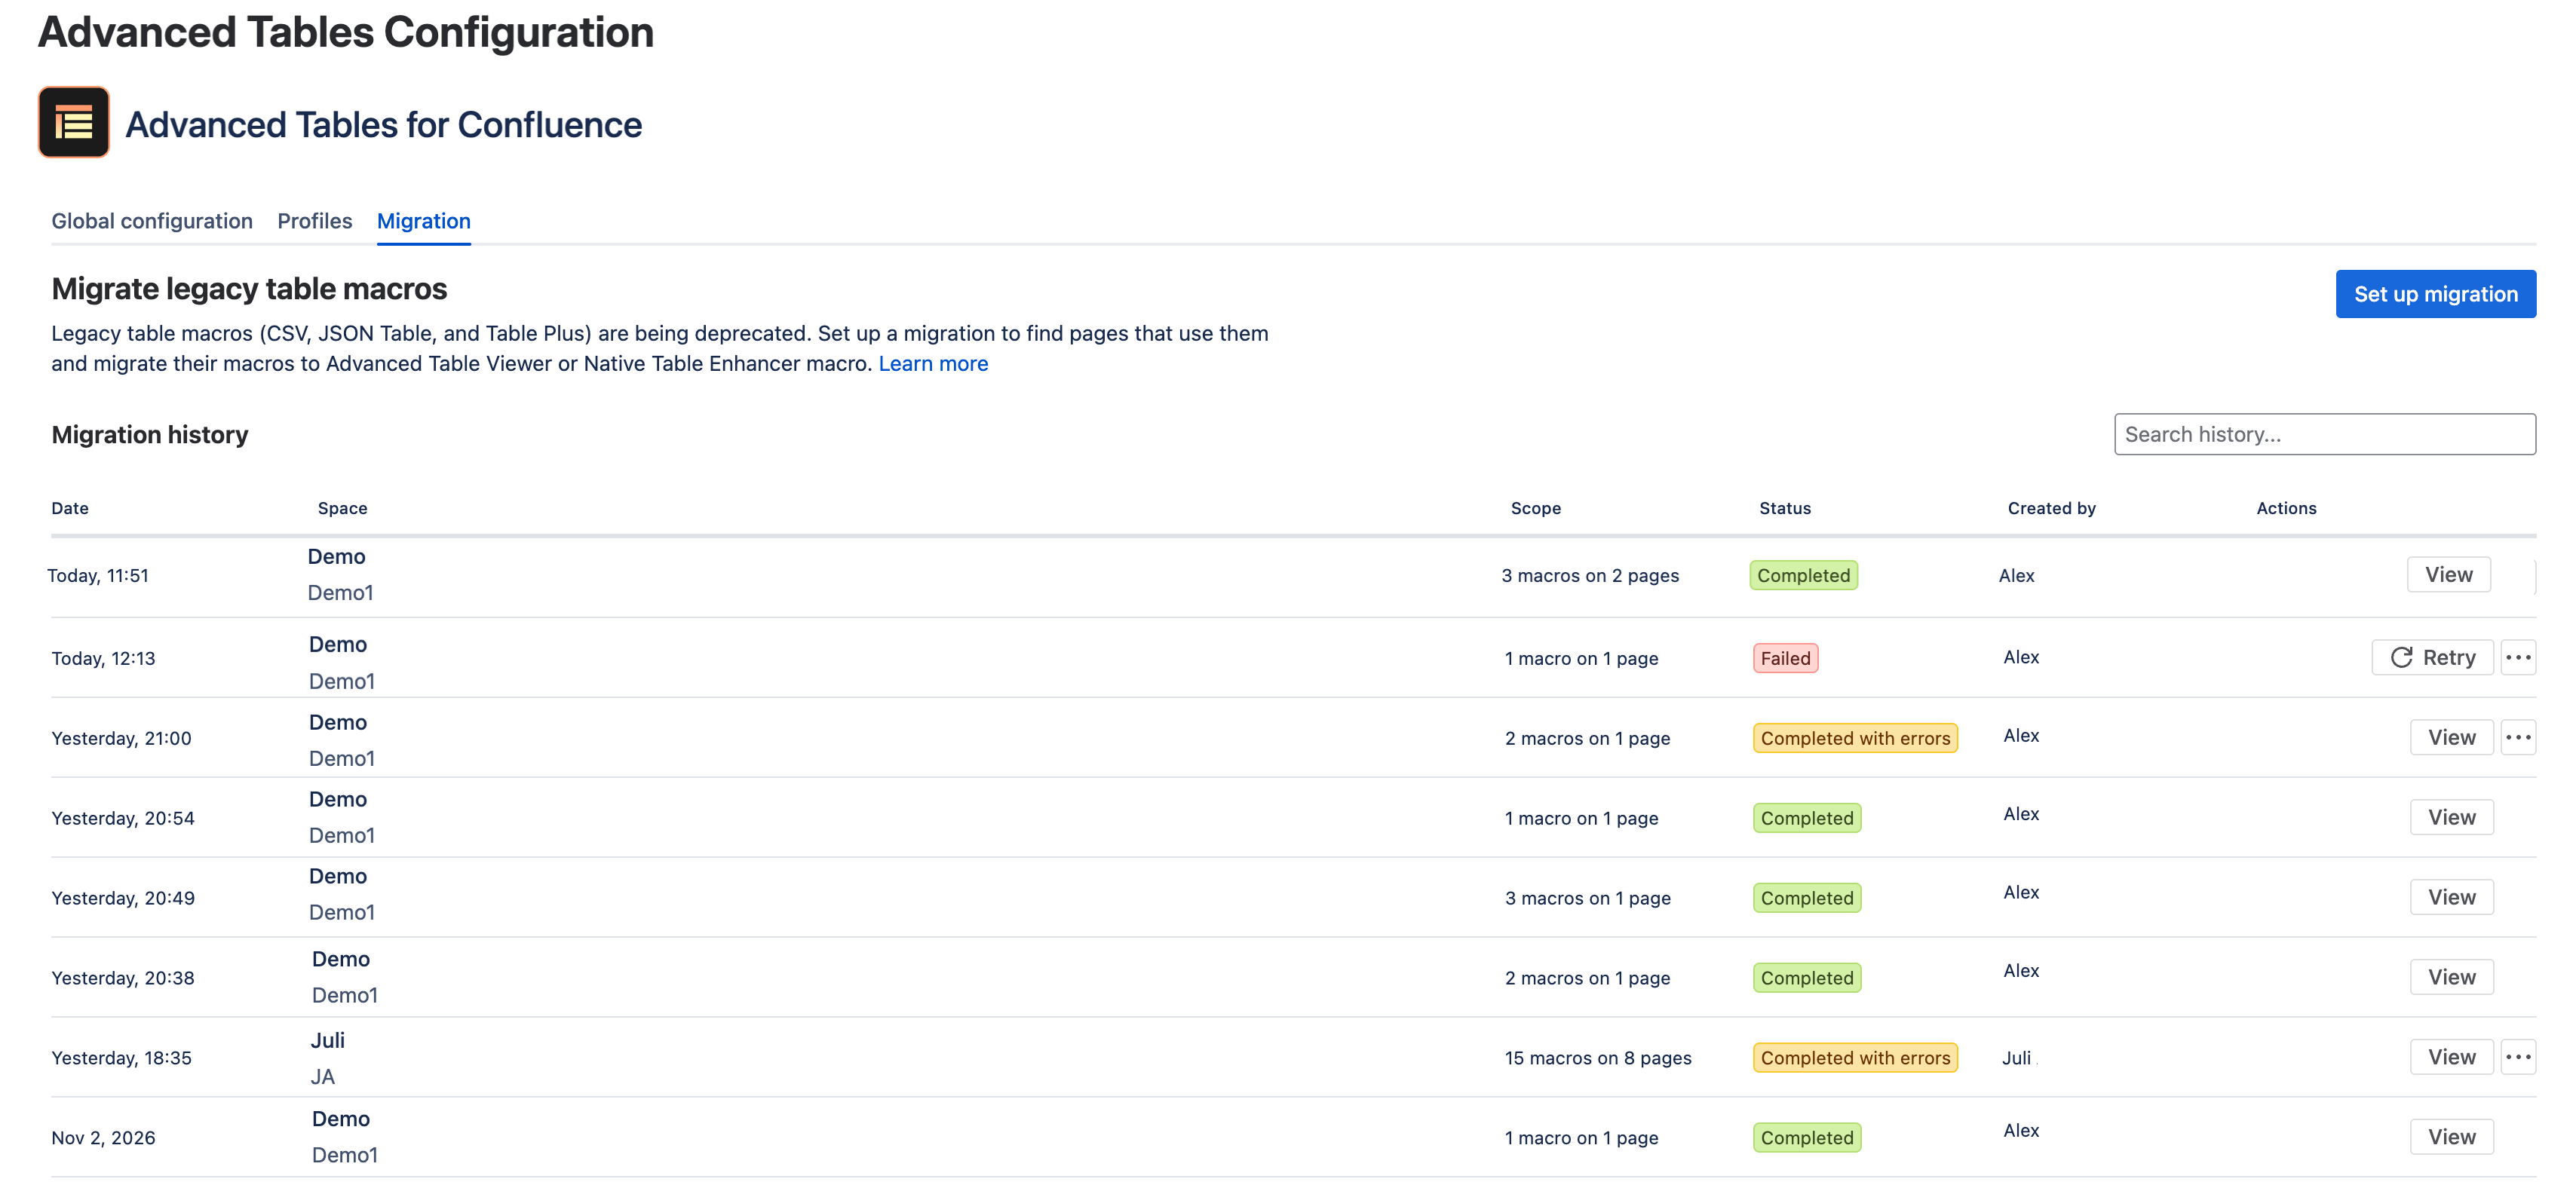 Advanced Tables Configuration
Advanced Tables for Confluence
Global configuration Profiles Migration
Migrate legacy table macros
Set up migration
Legacy table macros (CSV, JSON Table, and Table Plus) are being deprecated. Set up a migration to find pages that use them
and migrate their macros to Advanced Table Viewer or Native Table Enhancer macro. Learn more
Migration history
Search history...
Date Space Scope Status Created by Actions
Demo
Today, 11:51 3 macros on 2 pages Completed Alex View
Demo1
Demo
Today, 12:13 1 macro on 1 page Failed Alex Retry
Demo1
Demo
Yesterday, 21:00 2 macros on 1 page Completed with errors Alex View
Demo1
Demo
Yesterday, 20:54 1 macro on 1 page Completed Alex View
Demo1
Demo
Yesterday, 20:49 3 macros on 1 page Completed Alex View
Demo1
Demo
Yesterday, 20:38 2 macros on 1 page Completed Alex View
Demo1
Juli
Yesterday, 18:35 15 macros on 8 pages Completed with errors Juli View
JA
Demo
Nov 2, 2026 1 macro on 1 page Completed Alex View
Demo1